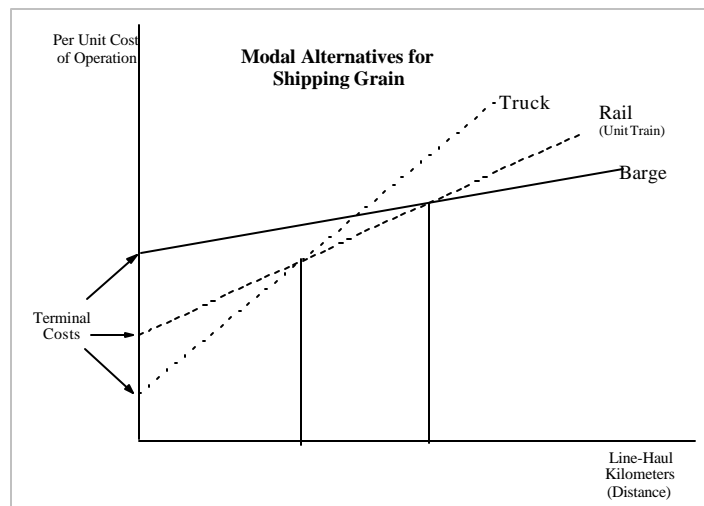 Per Unit Cost
of Operation
Modal Alternatives for
Shipping Grain
Truck
Rail
(Unit Train)
Barge
Terminal
Costs
Line-Haul
Kilometers
(Distance)